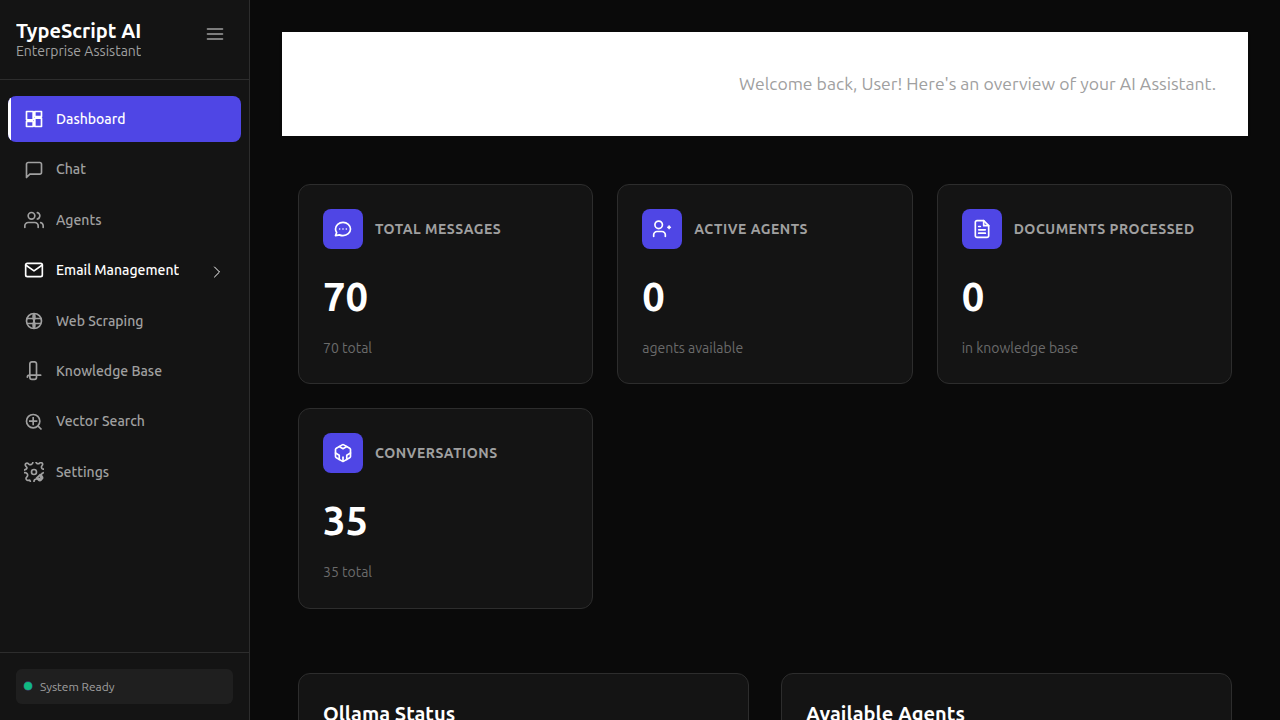 TypeScript AI
Enterprise Assistant
Dashboard
Chat
Agents
Email Management
Web Scraping
Knowledge Base
Vector Search
Settings
System Ready
Welcome back, User! Here's an overview of your AI Assistant.
TOTAL MESSAGES
70
70 total
ACTIVE AGENTS
0
agents available
DOCUMENTS PROCESSED
0
in knowledge base
CONVERSATIONS
35
35 total
Ollama Status
Available Agents